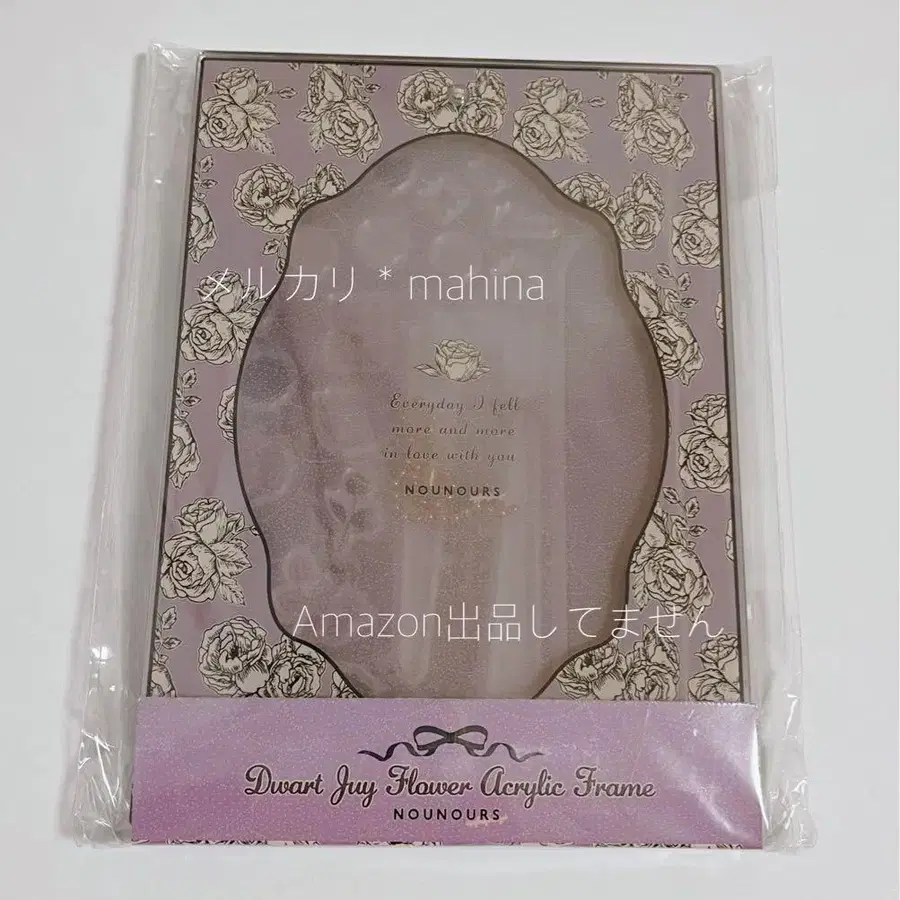 メルカリ * mahina
Everyday I fell
more and more
in love with you.
NOUNOURS
Amazon出品してません
Dwart Juy Flower Acrylic Frame
NOUNOURS